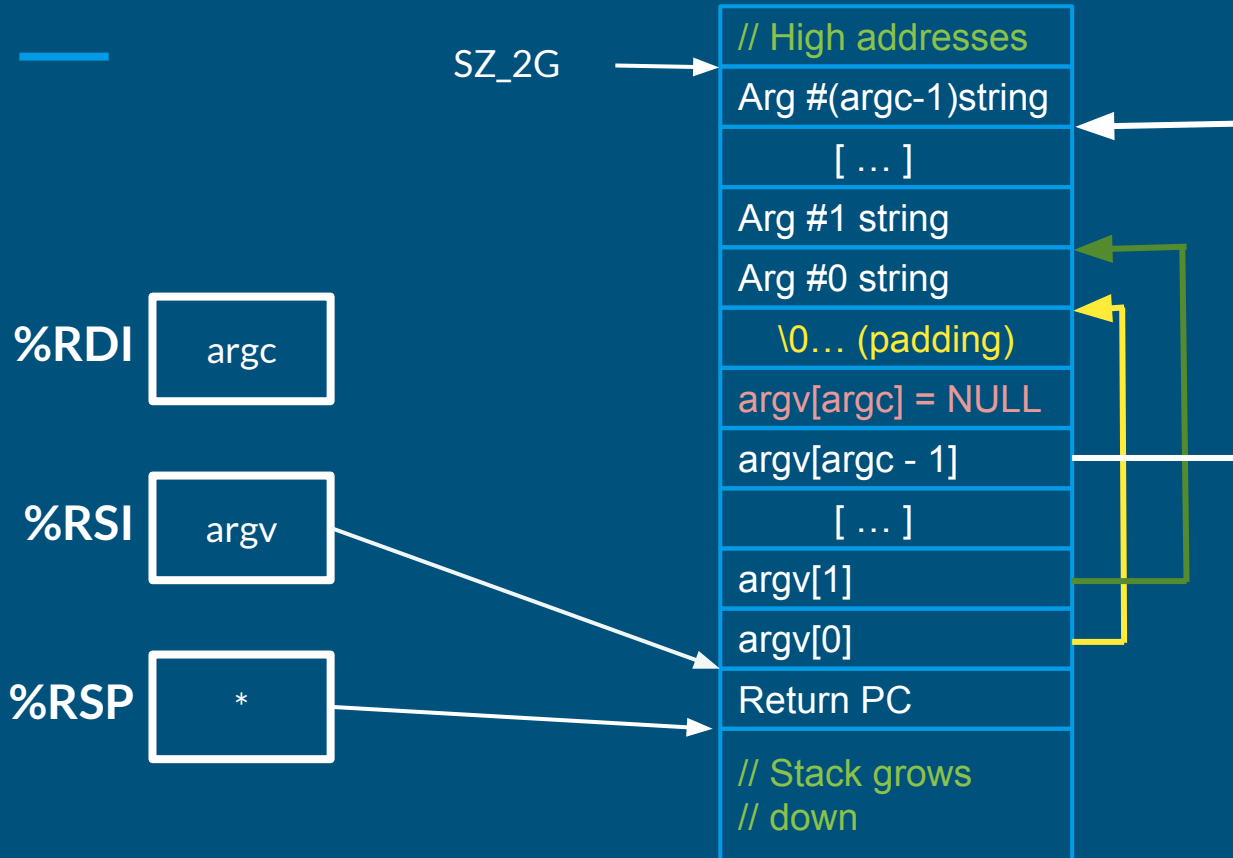 // High addresses
SZ_2G
Arg #(argc-1)string
[ … ]
Arg #1 string
Arg #0 string
%RDI
argc
\0… (padding)
argv[argc] = NULL
argv[argc - 1]
%RSI
argv
[ … ]
argv[1]
argv[0]
%RSP
*
Return PC
// Stack grows
// down